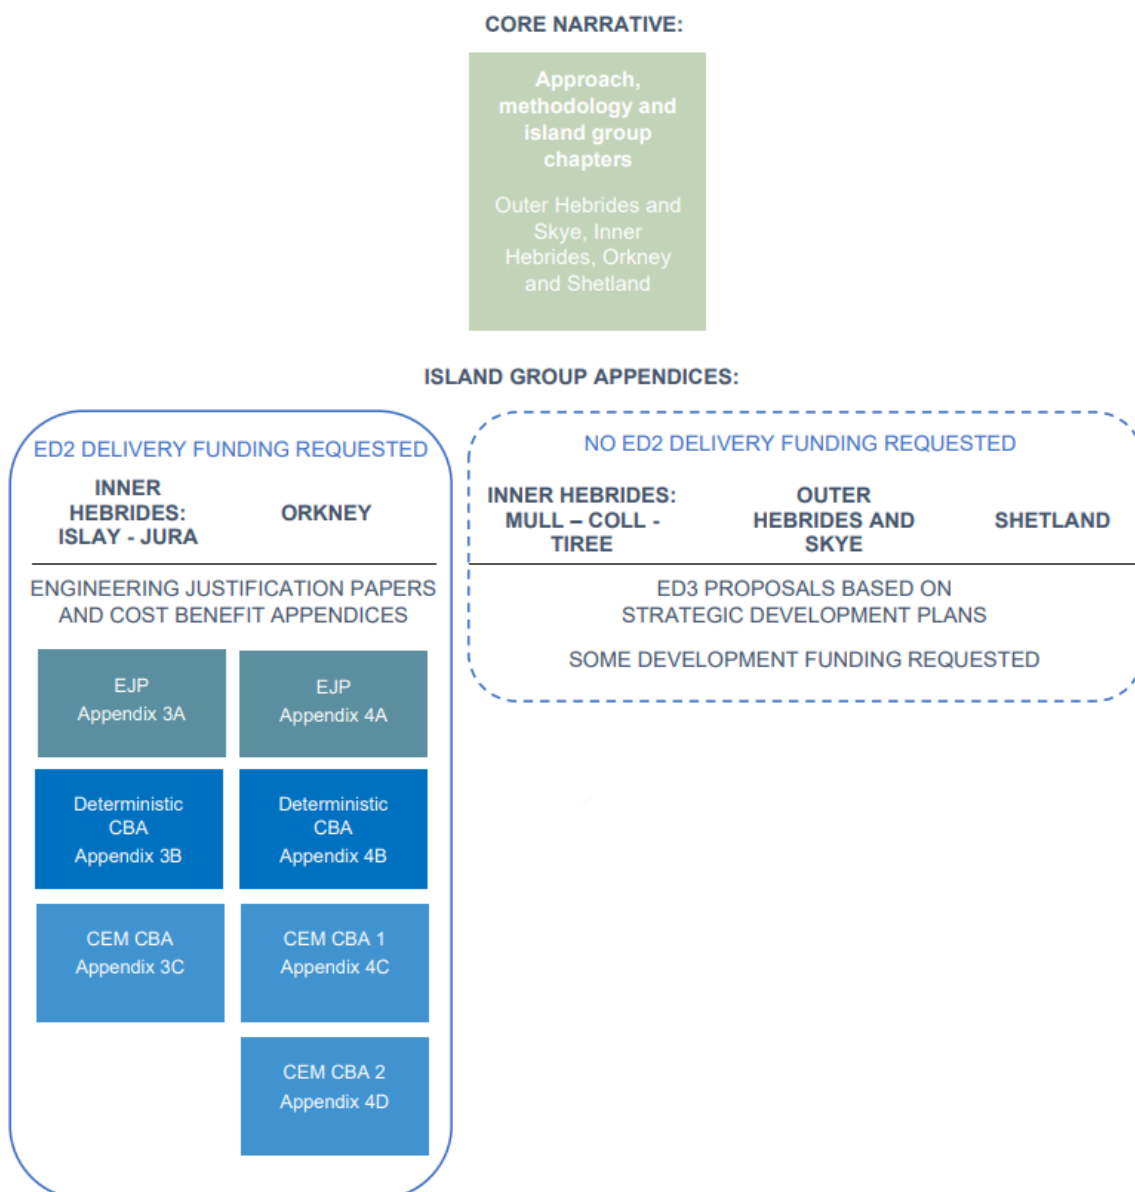 CORE NARRATIVE:
Approach,
methodology and
island group
chapters
Outer Hebrides and
Skye, Inner
Hebrides, Orkney
and Shetland
ISLAND GROUP APPENDICES:
ED2 DELIVERY FUNDING REQUESTED
INNER
HEBRIDES:
ISLAY - JURA
ORKNEY
ENGINEERING JUSTIFICATION PAPERS
AND COST BENEFIT APPENDICES
EJP
Appendix 3A
EJP
Appendix 4A
Deterministic
CBA
Appendix 3B
Deterministic
CBA
Appendix 4B
CEM CBA
Appendix 3C
CEM CBA 1
Appendix 4C
CEM CBA 2
Appendix 4D
NO ED2 DELIVERY FUNDING REQUESTED
INNER HEBRIDES:
MULL – COLL -
TIREE
OUTER
HEBRIDES AND
SKYE
SHETLAND
ED3 PROPOSALS BASED ON
STRATEGIC DEVELOPMENT PLANS
SOME DEVELOPMENT FUNDING REQUESTED